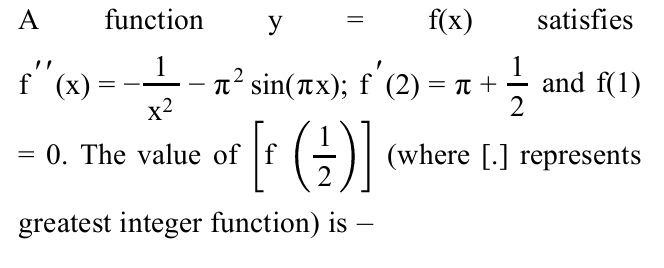 A function y = f(x) satisfies
f''(x) = -1/x² - π² sin(πx); f'(2) = π + 1/2 and f(1)
= 0. The value of [f (1/2)] (where [.] represents
greatest integer function) is –